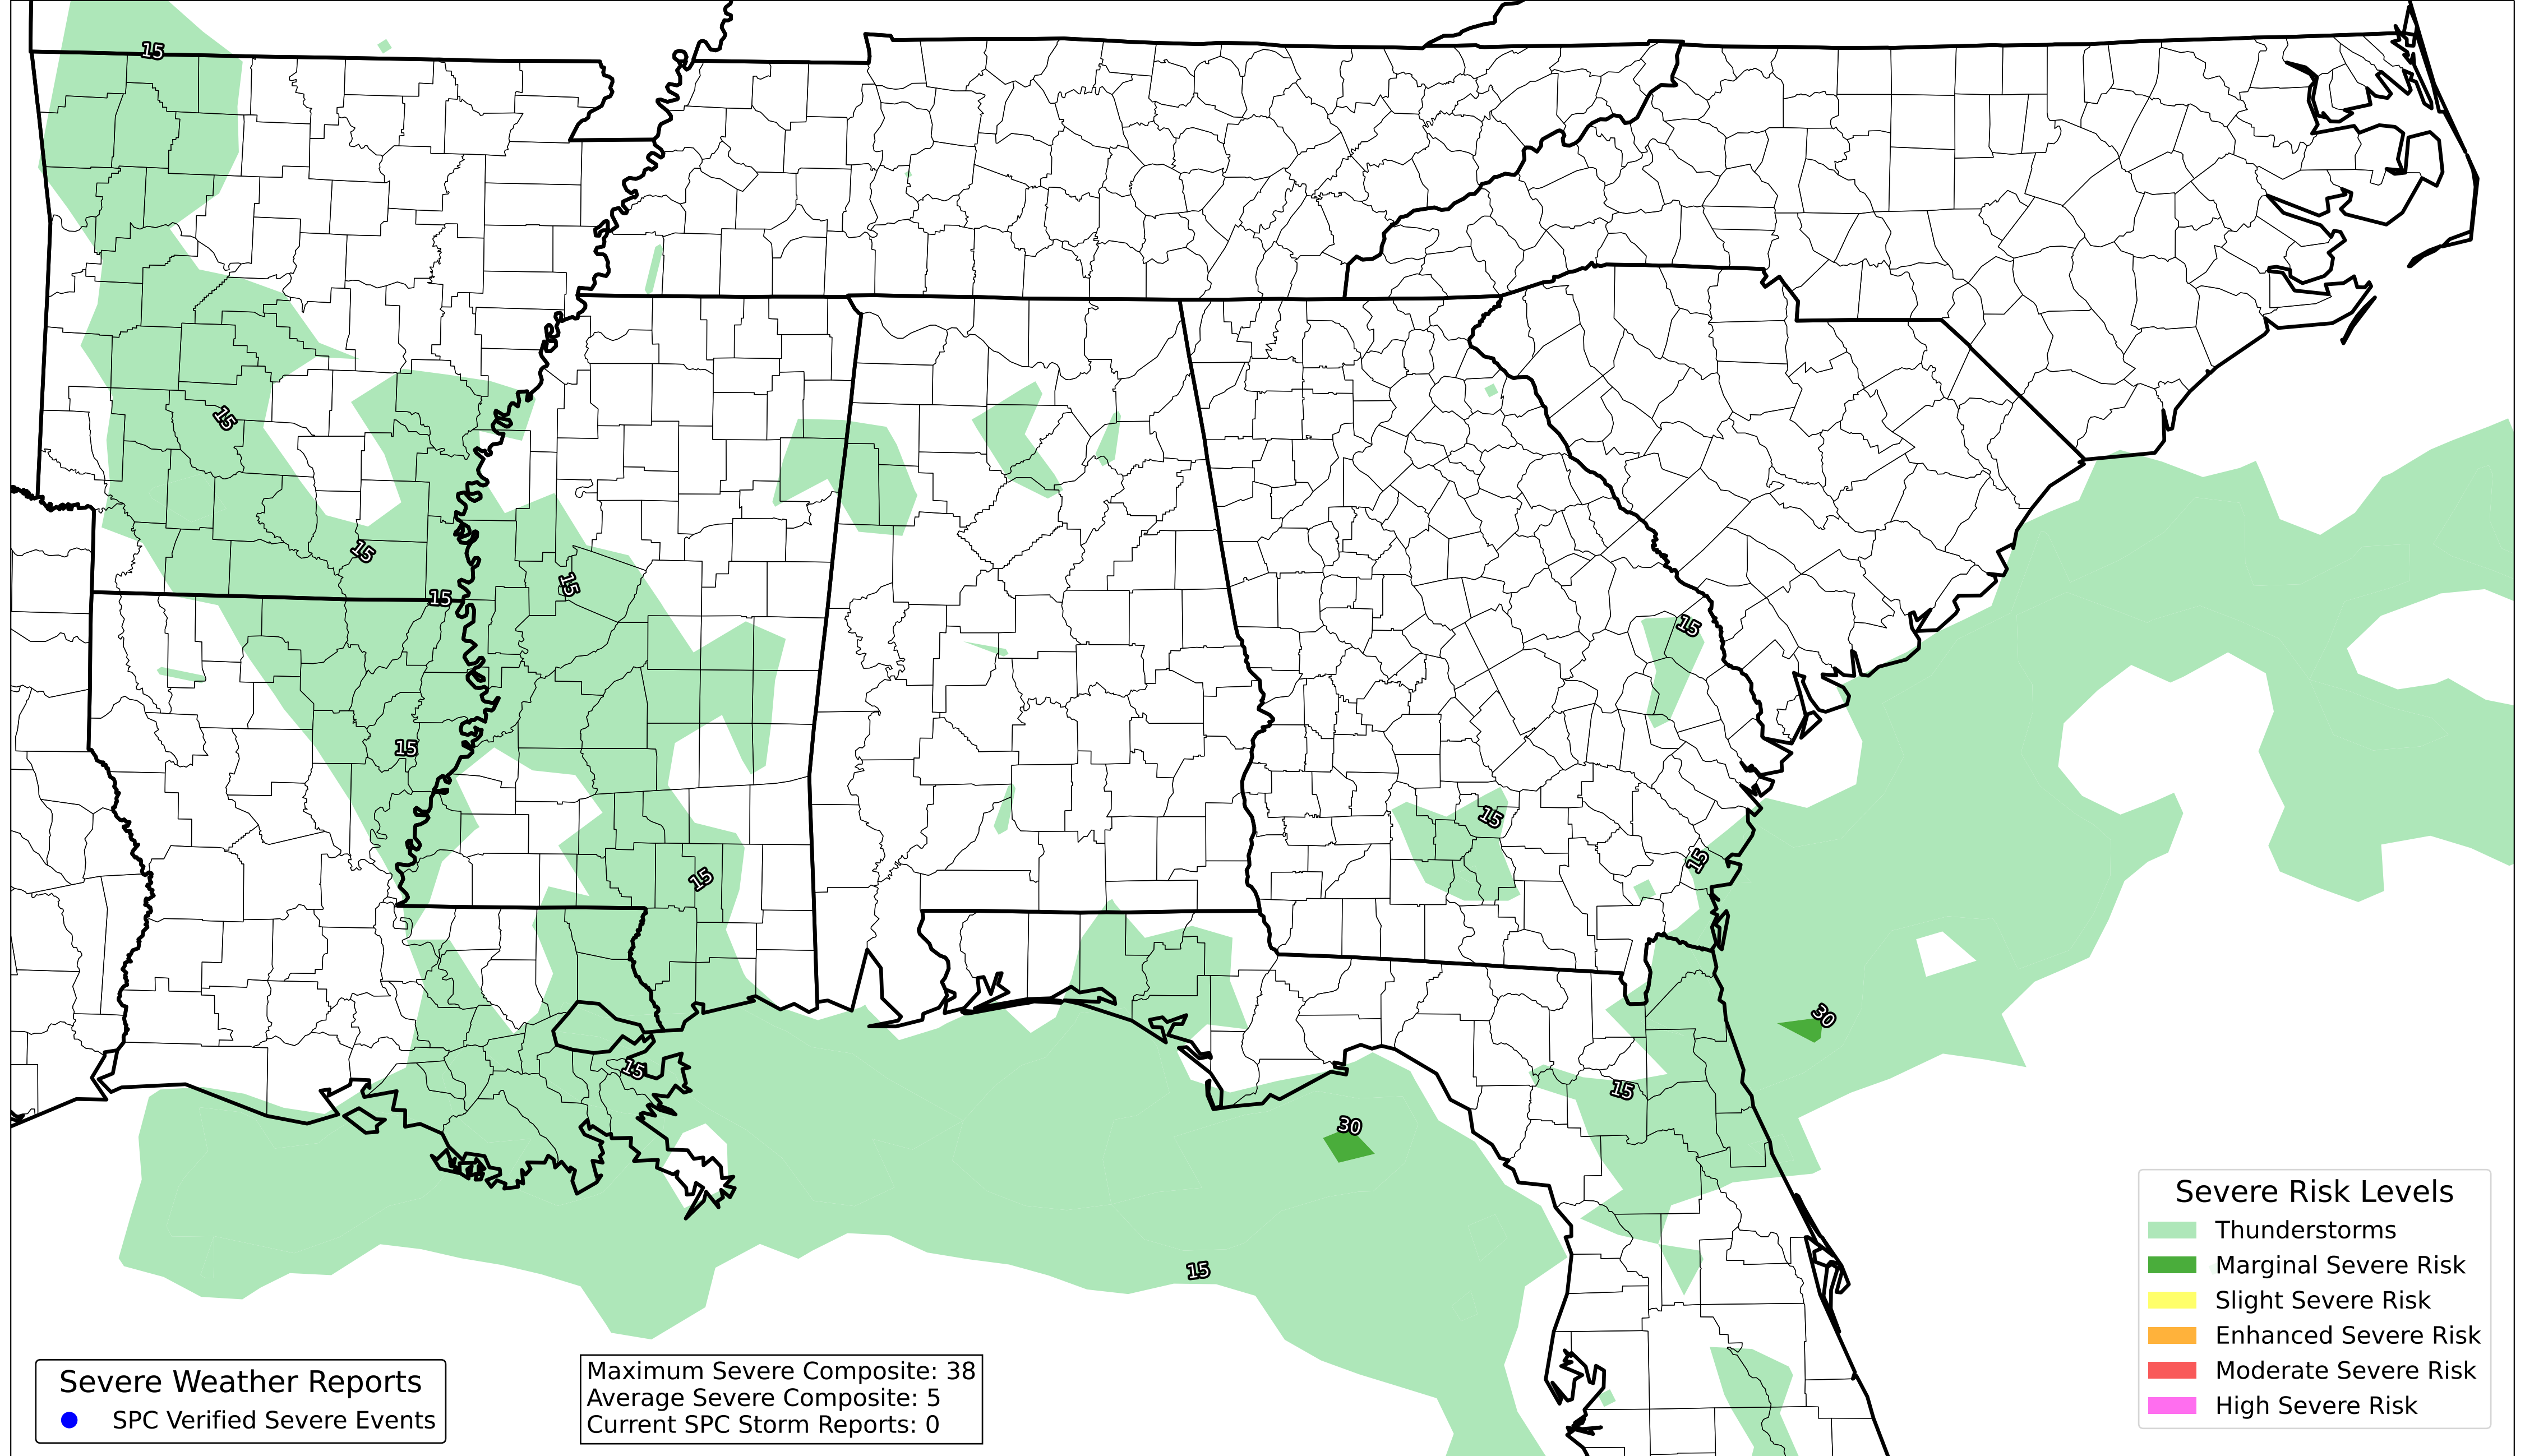 15
15
15
15
15
15
15
15
15
15
15
30
15
30
15
15
Severe Risk Levels
Thunderstorms
Marginal Severe Risk
Slight Severe Risk
Enhanced Severe Risk
Moderate Severe Risk
High Severe Risk
Severe Weather Reports
SPC Verified Severe Events
Maximum Severe Composite: 38
Average Severe Composite: 5
Current SPC Storm Reports: 0